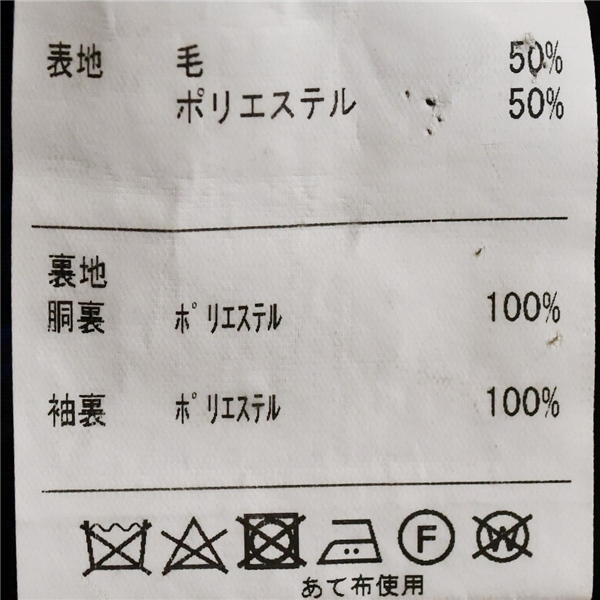 表地 毛 50%
ポリエステル 50%
裏地
胴裏 ポリエステル 100%
袖裏 ポリエステル 100%
F W
あて布使用